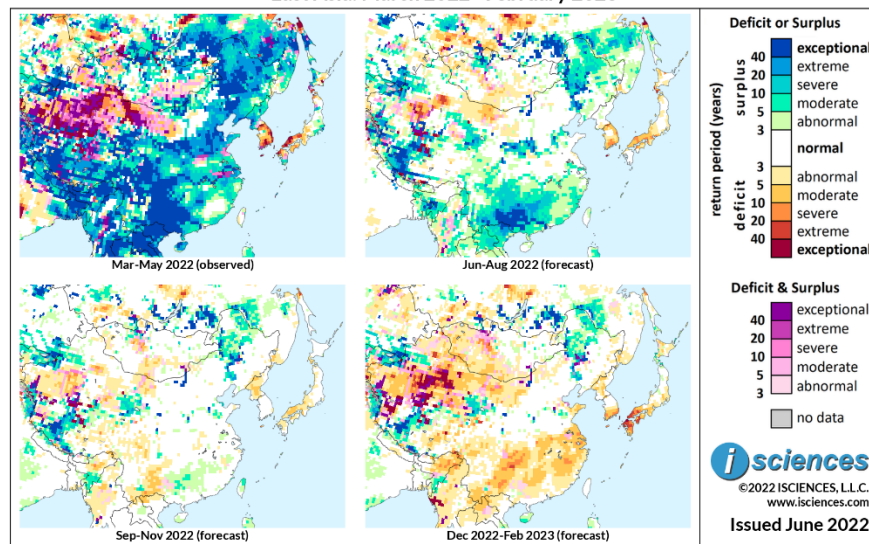 Mar-May 2022 (observed)
Jun-Aug 2022 (forecast)
Sep-Nov 2022 (forecast)
Dec 2022-Feb 2023 (forecast)
Deficit or Surplus
return period (years)
surplus
deficit
40
20
10
5
3
exceptional
extreme
severe
moderate
abnormal
normal
3
5
10
20
40
abnormal
moderate
severe
extreme
exceptional
Deficit & Surplus
40
20
10
5
3
exceptional
extreme
severe
moderate
abnormal
no data
i sciences
©2022 ISCIENCES, L.L.C.
www.isciences.com
Issued June 2022